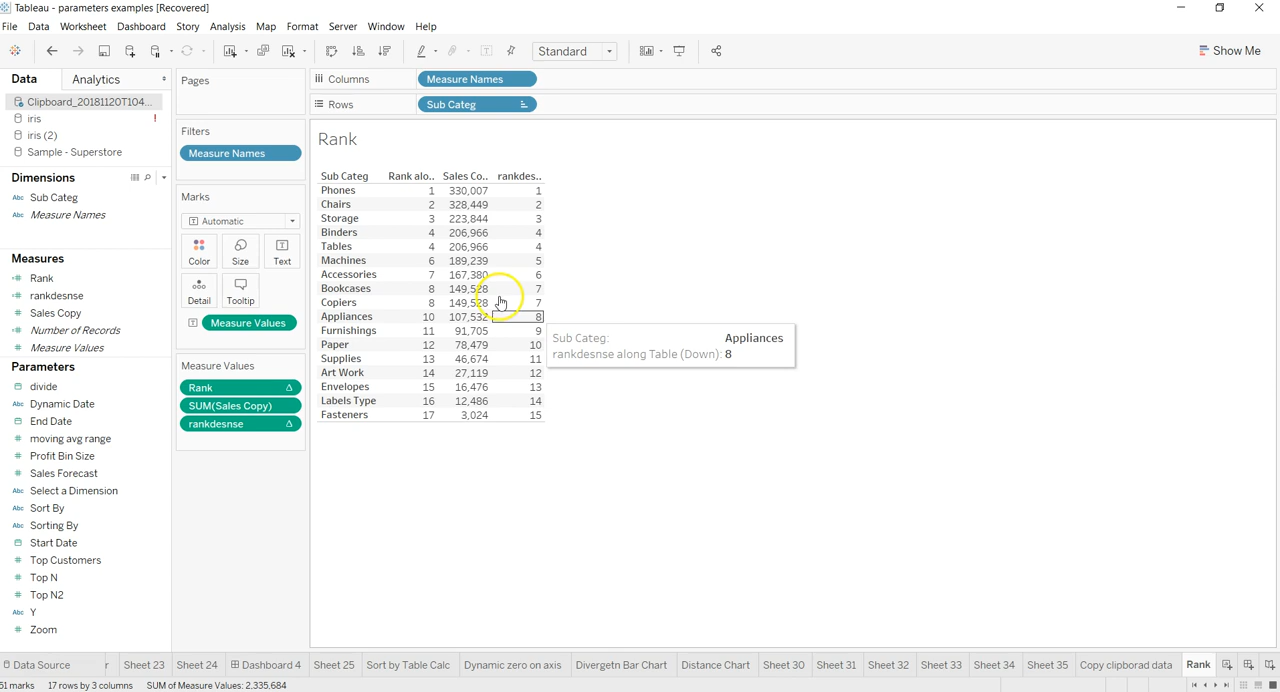 Tableau - parameters examples [Recovered]
File Data Worksheet Dashboard Story Analysis Map Format Server Window Help
Standard
Show Me
Data Analytics
Clipboard_20181120T104...
iris !
iris (2)
Sample - Superstore
Dimensions
Abc Sub Categ
Abc Measure Names
Measures
Rank
rankdesnse
Sales Copy
Number of Records
Measure Values
Parameters
divide
Abc Dynamic Date
End Date
moving avg range
Profit Bin Size
Sales Forecast
Abc Select a Dimension
Abc Sort By
Abc Sorting By
Start Date
Top Customers
Top N
Top N2
Abc Y
Zoom
Pages
Filters
Measure Names
Marks
Automatic
Color Size Text
Detail Tooltip
Measure Values
Measure Values
Rank
SUM(Sales Copy)
rankdesnse
Columns Measure Names
Rows Sub Categ
Rank
Sub Categ Rank alo.. Sales Co.. rankdes..
Phones 1 330,007 1
Chairs 2 328,449 2
Storage 3 223,844 3
Binders 4 206,966 4
Tables 4 206,966 4
Machines 6 189,239 5
Accessories 7 167,380 6
Bookcases 8 149,528 7
Copiers 8 149,528 7
Appliances 10 107,532 8
Furnishings 11 91,705 9
Paper 12 78,479 10
Supplies 13 46,674 11
Art Work 14 27,119 12
Envelopes 15 16,476 13
Labels Type 16 12,486 14
Fasteners 17 3,024 15
Sub Categ: Appliances
rankdesnse along Table (Down): 8
Data Source r Sheet 23 Sheet 24 Dashboard 4 Sheet 25 Sort by Table Calc Dynamic zero on axis Divergetn Bar Chart Distance Chart Sheet 30 Sheet 31 Sheet 32 Sheet 33 Sheet 34 Sheet 35 Copy clipborad data Rank
51 marks 17 rows by 3 columns SUM of Measure Values: 2,335,684